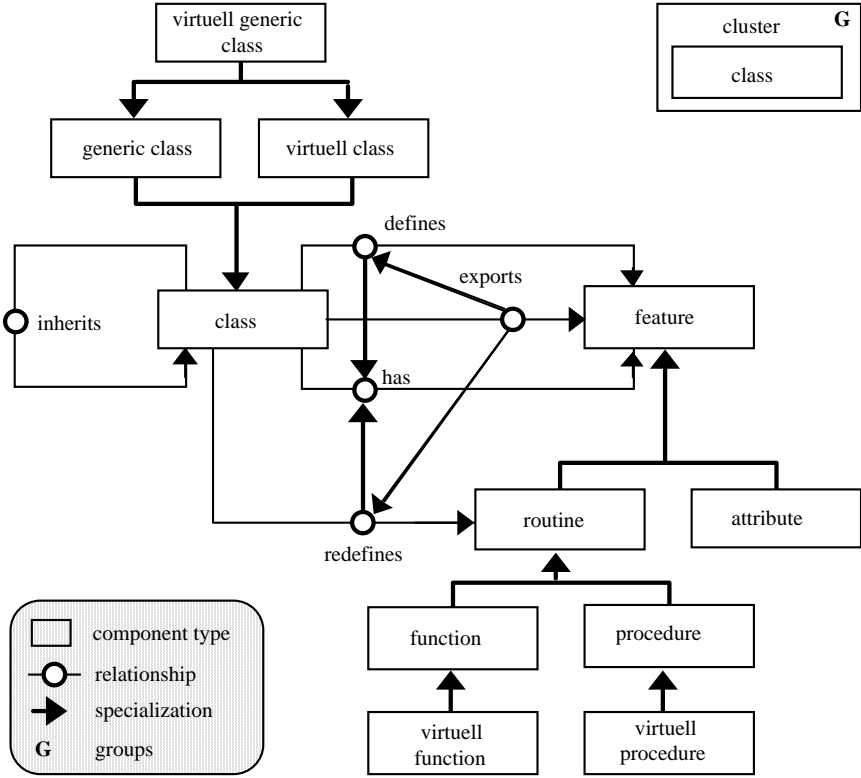 virtuell generic
class
G
cluster
class
generic class
virtuell class
defines
exports
inherits
class
feature
has
routine
attribute
redefines
component type
function
procedure
relationship
specialization
virtuell
function
virtuell
procedure
G groups